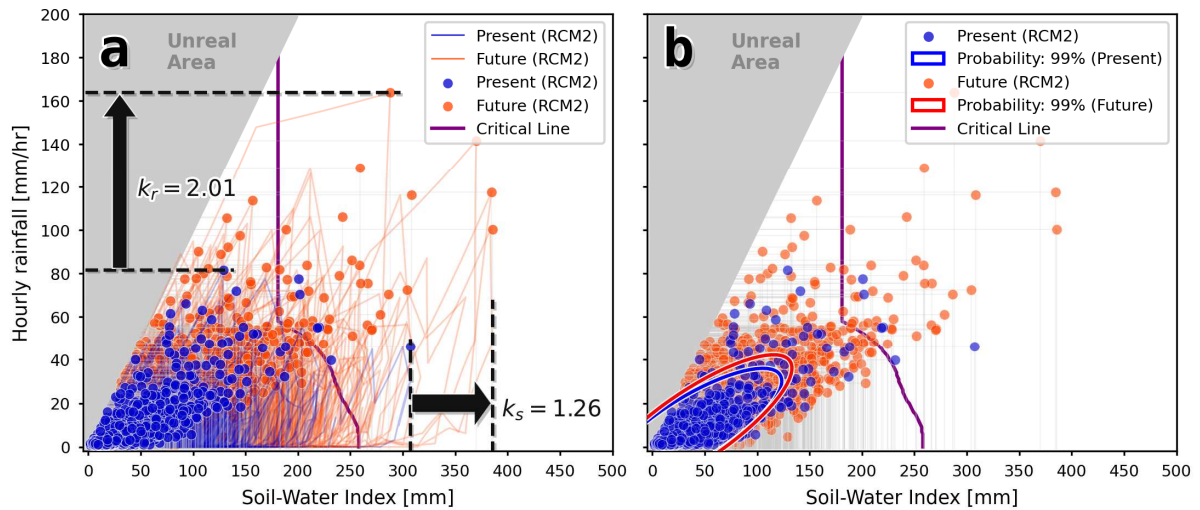 a
Unreal
Area
Present (RCM2)
Future (RCM2)
Present (RCM2)
Future (RCM2)
Critical Line
k_r = 2.01
k_s = 1.26
Hourly rainfall [mm/hr]
200
180
160
140
120
100
80
60
40
20
0
0 50 100 150 200 250 300 350 400 450 500
Soil-Water Index [mm]
b
Unreal
Area
Present (RCM2)
Probability: 99% (Present)
Future (RCM2)
Probability: 99% (Future)
Critical Line
0 50 100 150 200 250 300 350 400 450 500
Soil-Water Index [mm]